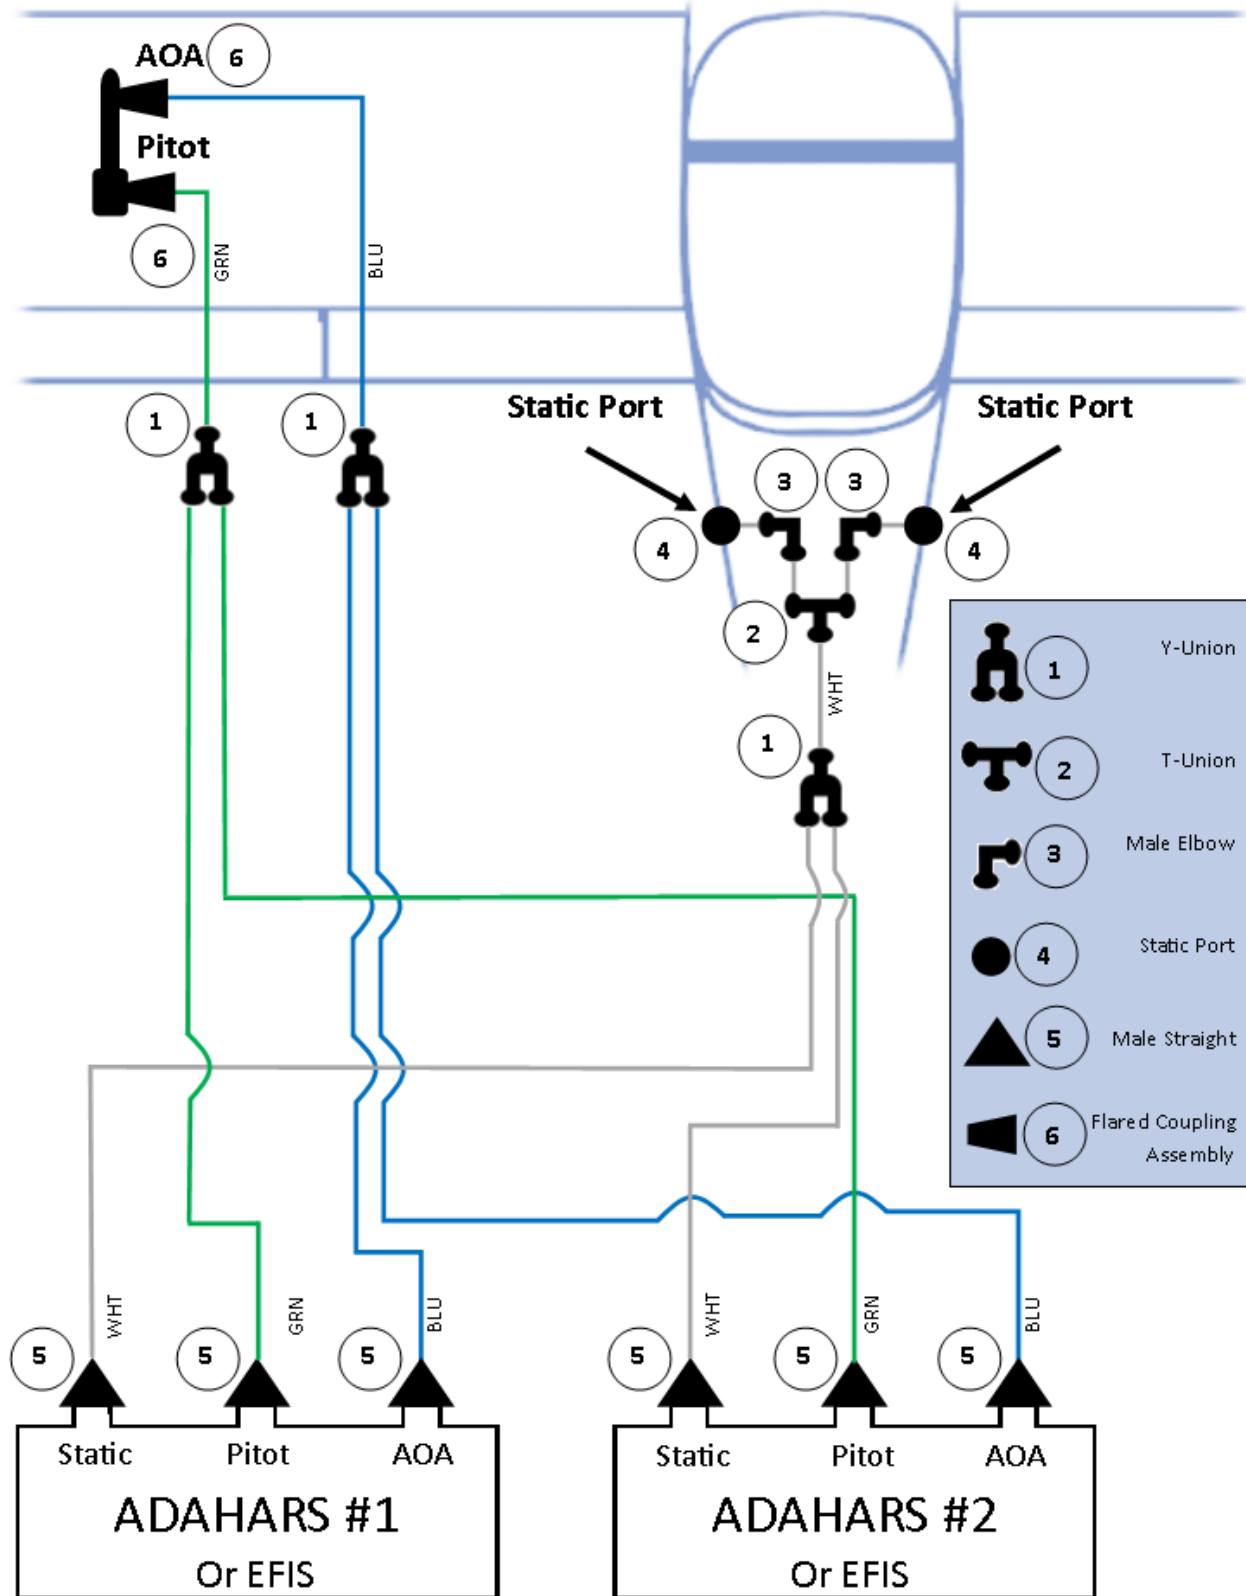 AOA 6
Pitot
6
GRN
BLU
1
1
Static Port
Static Port
3
3
4
4
2
WHT
1
1 Y-Union
2 T-Union
3 Male Elbow
4 Static Port
5 Male Straight
6 Flared Coupling
Assembly
WHT
GRN
BLU
WHT
GRN
BLU
5
5
5
5
5
5
Static Pitot AOA
ADAHARS #1
Or EFIS
Static Pitot AOA
ADAHARS #2
Or EFIS